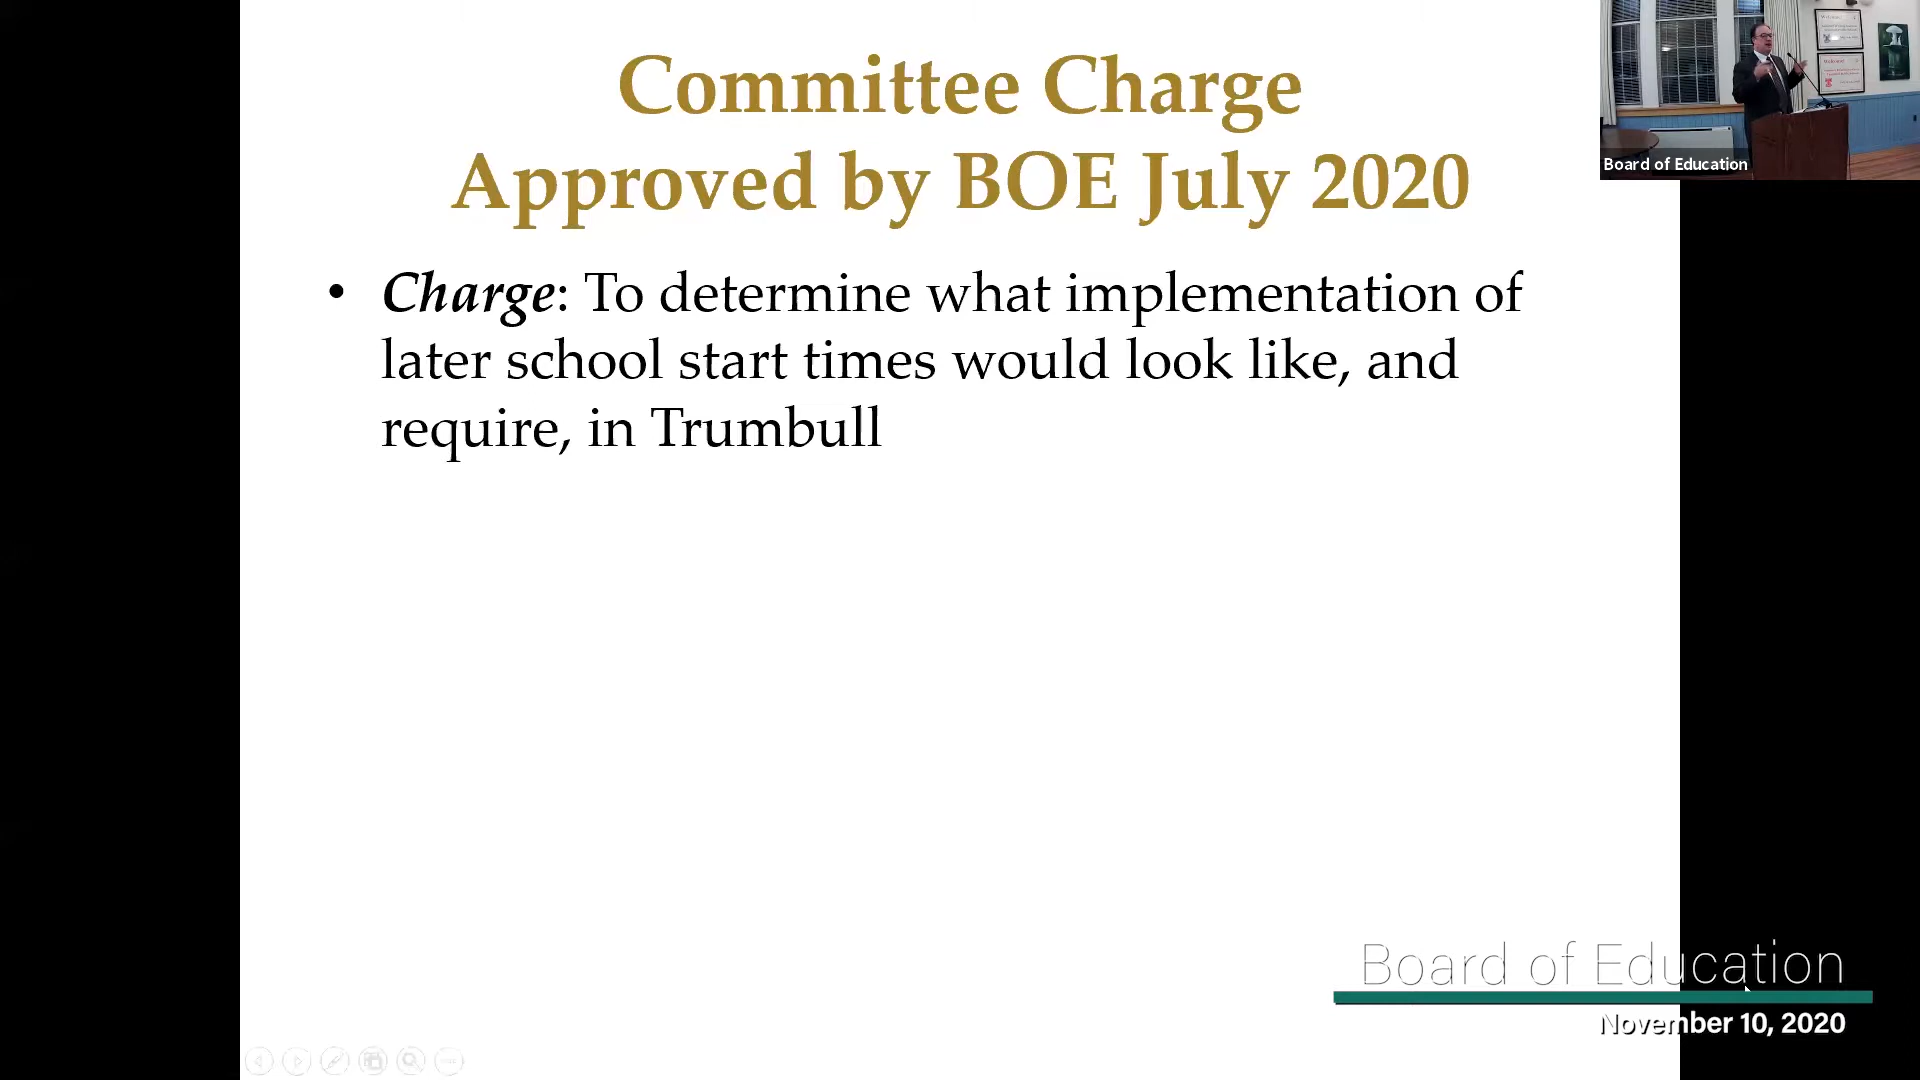 Committee Charge
Approved by BOE July 2020
• Charge: To determine what implementation of
later school start times would look like, and
require, in Trumbull
Board of Education
Board of Education
November 10, 2020